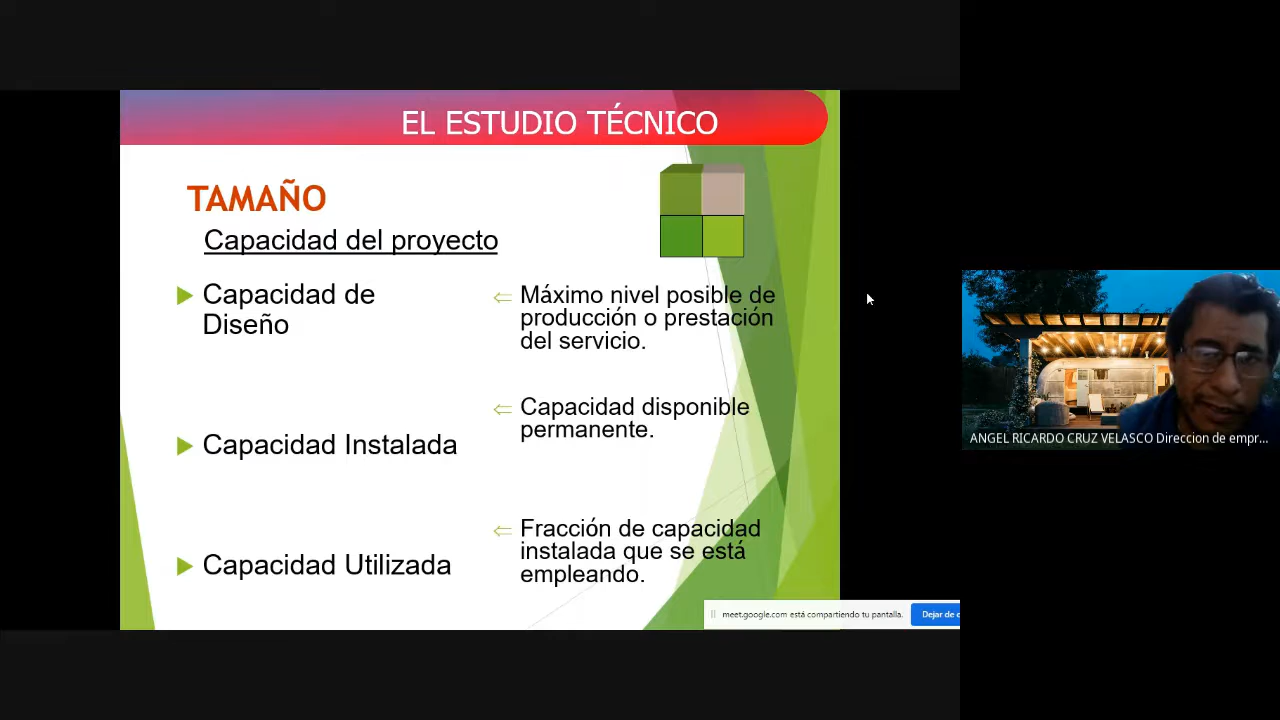 EL ESTUDIO TÉCNICO
TAMAÑO
Capacidad del proyecto
Capacidad de
Diseño
Máximo nivel posible de
producción o prestación
del servicio.
Capacidad Instalada
Capacidad disponible
permanente.
Capacidad Utilizada
Fracción de capacidad
instalada que se está
empleando.
meet.google.com está compartiendo tu pantalla.
Dejar de c
ANGEL RICARDO CRUZ VELASCO Direccion de empr...